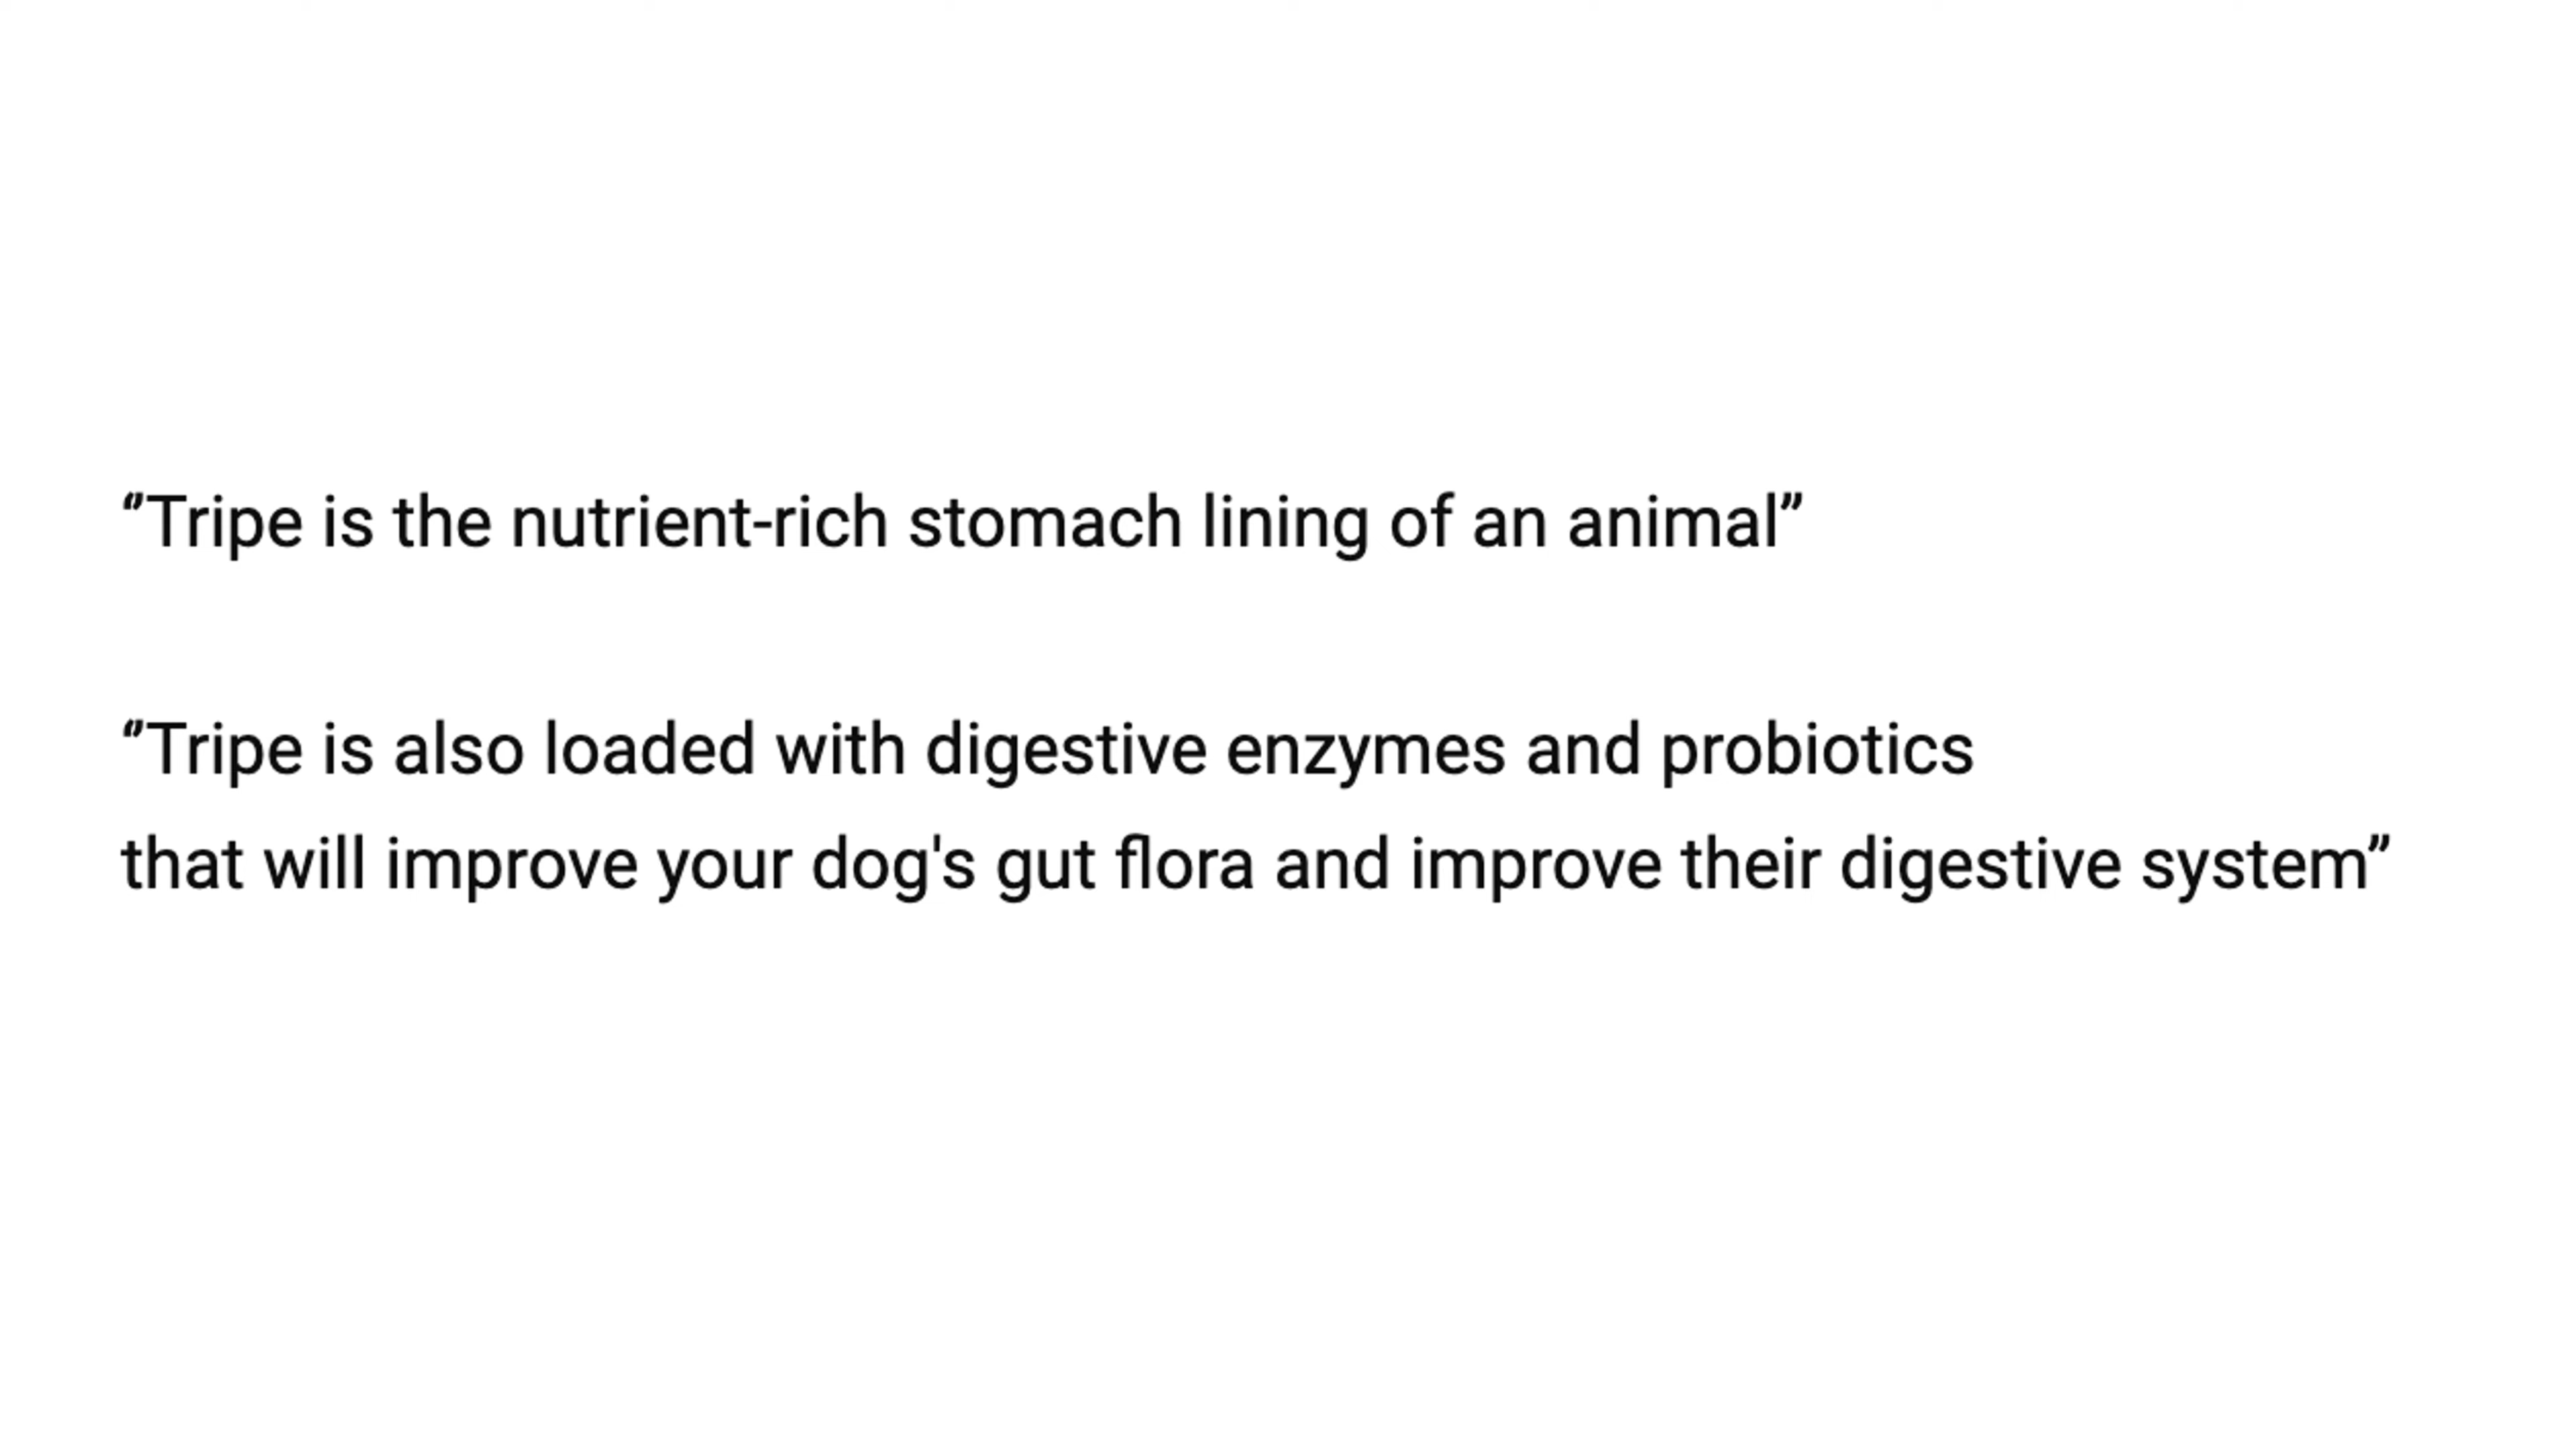 ‘’Tripe is the nutrient-rich stomach lining of an animal”
‘’Tripe is also loaded with digestive enzymes and probiotics
that will improve your dog's gut flora and improve their digestive system”